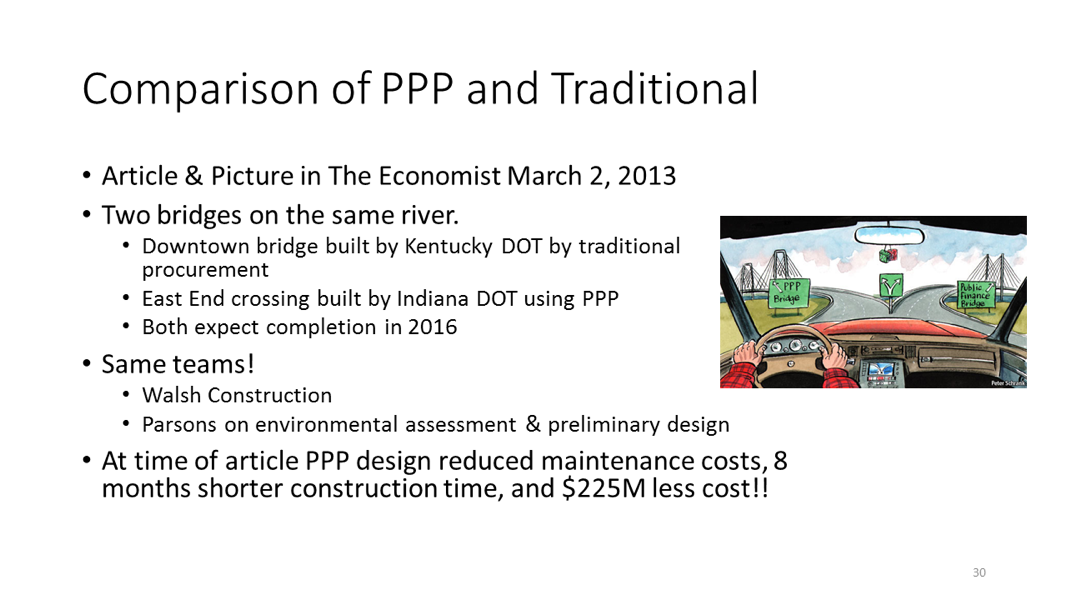 Comparison of PPP and Traditional
• Article & Picture in The Economist March 2, 2013
• Two bridges on the same river.
• Downtown bridge built by Kentucky DOT by traditional
procurement
• East End crossing built by Indiana DOT using PPP
• Both expect completion in 2016
PPP
Bridge
Public
Finance
Bridge
• Same teams!
• Walsh Construction
Peter Schrank
• Parsons on environmental assessment & preliminary design
• At time of article PPP design reduced maintenance costs, 8
months shorter construction time, and $225M less cost!!
30